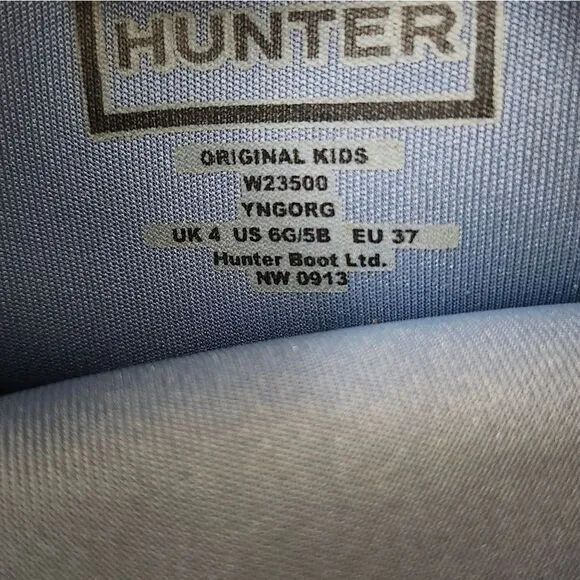 HUNTER
ORIGINAL KIDS
W23500
YNGORG
UK 4 US 6G/5B EU 37
Hunter Boot Ltd.
NW 0913